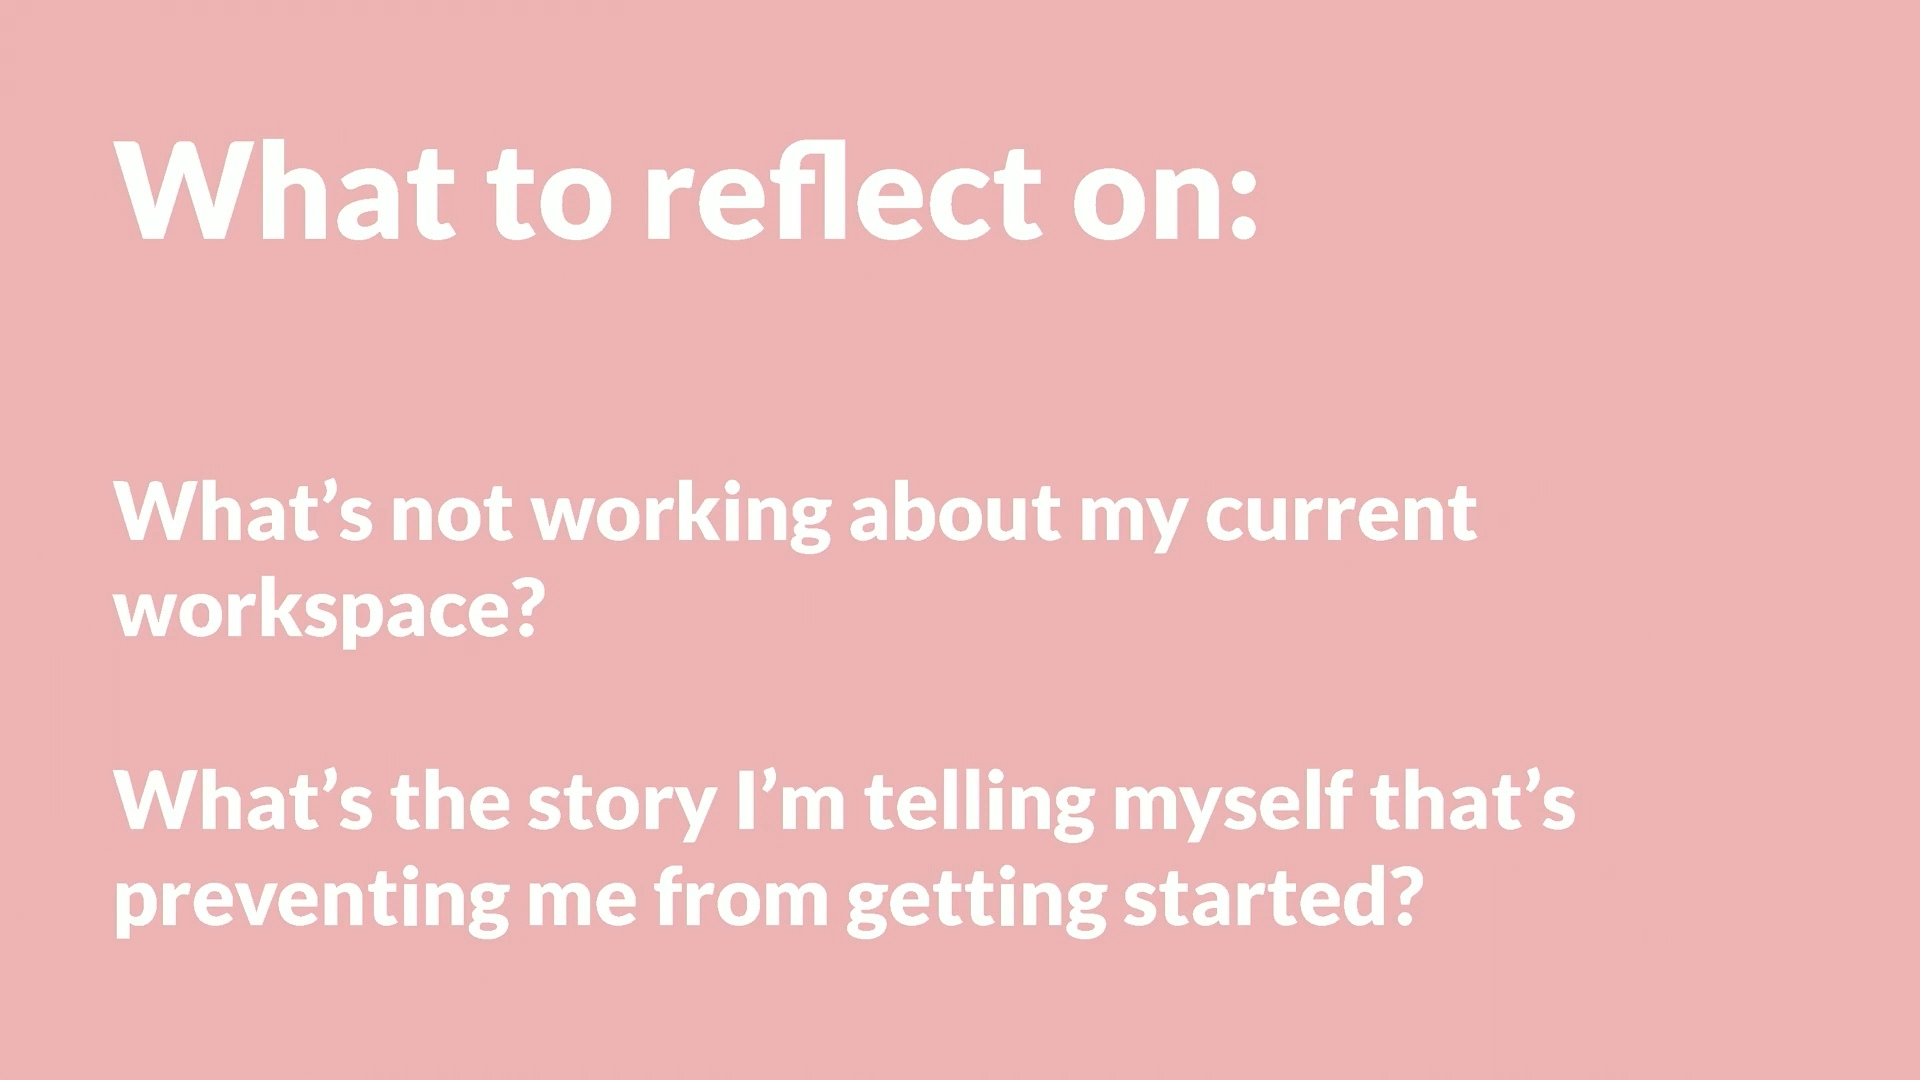 What to reflect on:
What’s not working about my current
workspace?
What’s the story I’m telling myself that’s
preventing me from getting started?